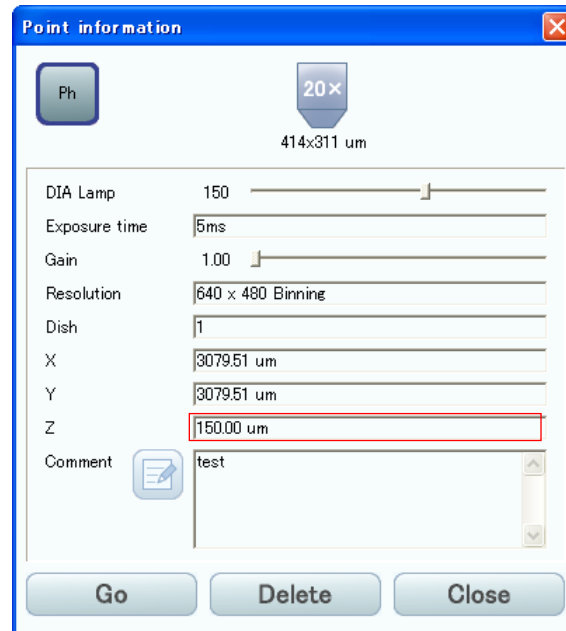 Point information
Ph
20×
414x311 um
DIA Lamp 150
Exposure time 5ms
Gain 1.00
Resolution 640 x 480 Binning
Dish 1
X 3079.51 um
Y 3079.51 um
Z 150.00 um
Comment test
Go Delete Close